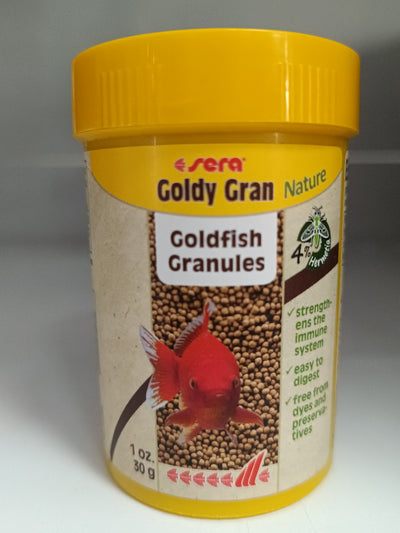 sera
Goldy Gran Nature
Goldfish
Granules
4% Hermetia
✓ strength-
ens the
immune
system
✓ easy to
digest
✓ free from
dyes and
preserva-
tives
1 oz.
30 g